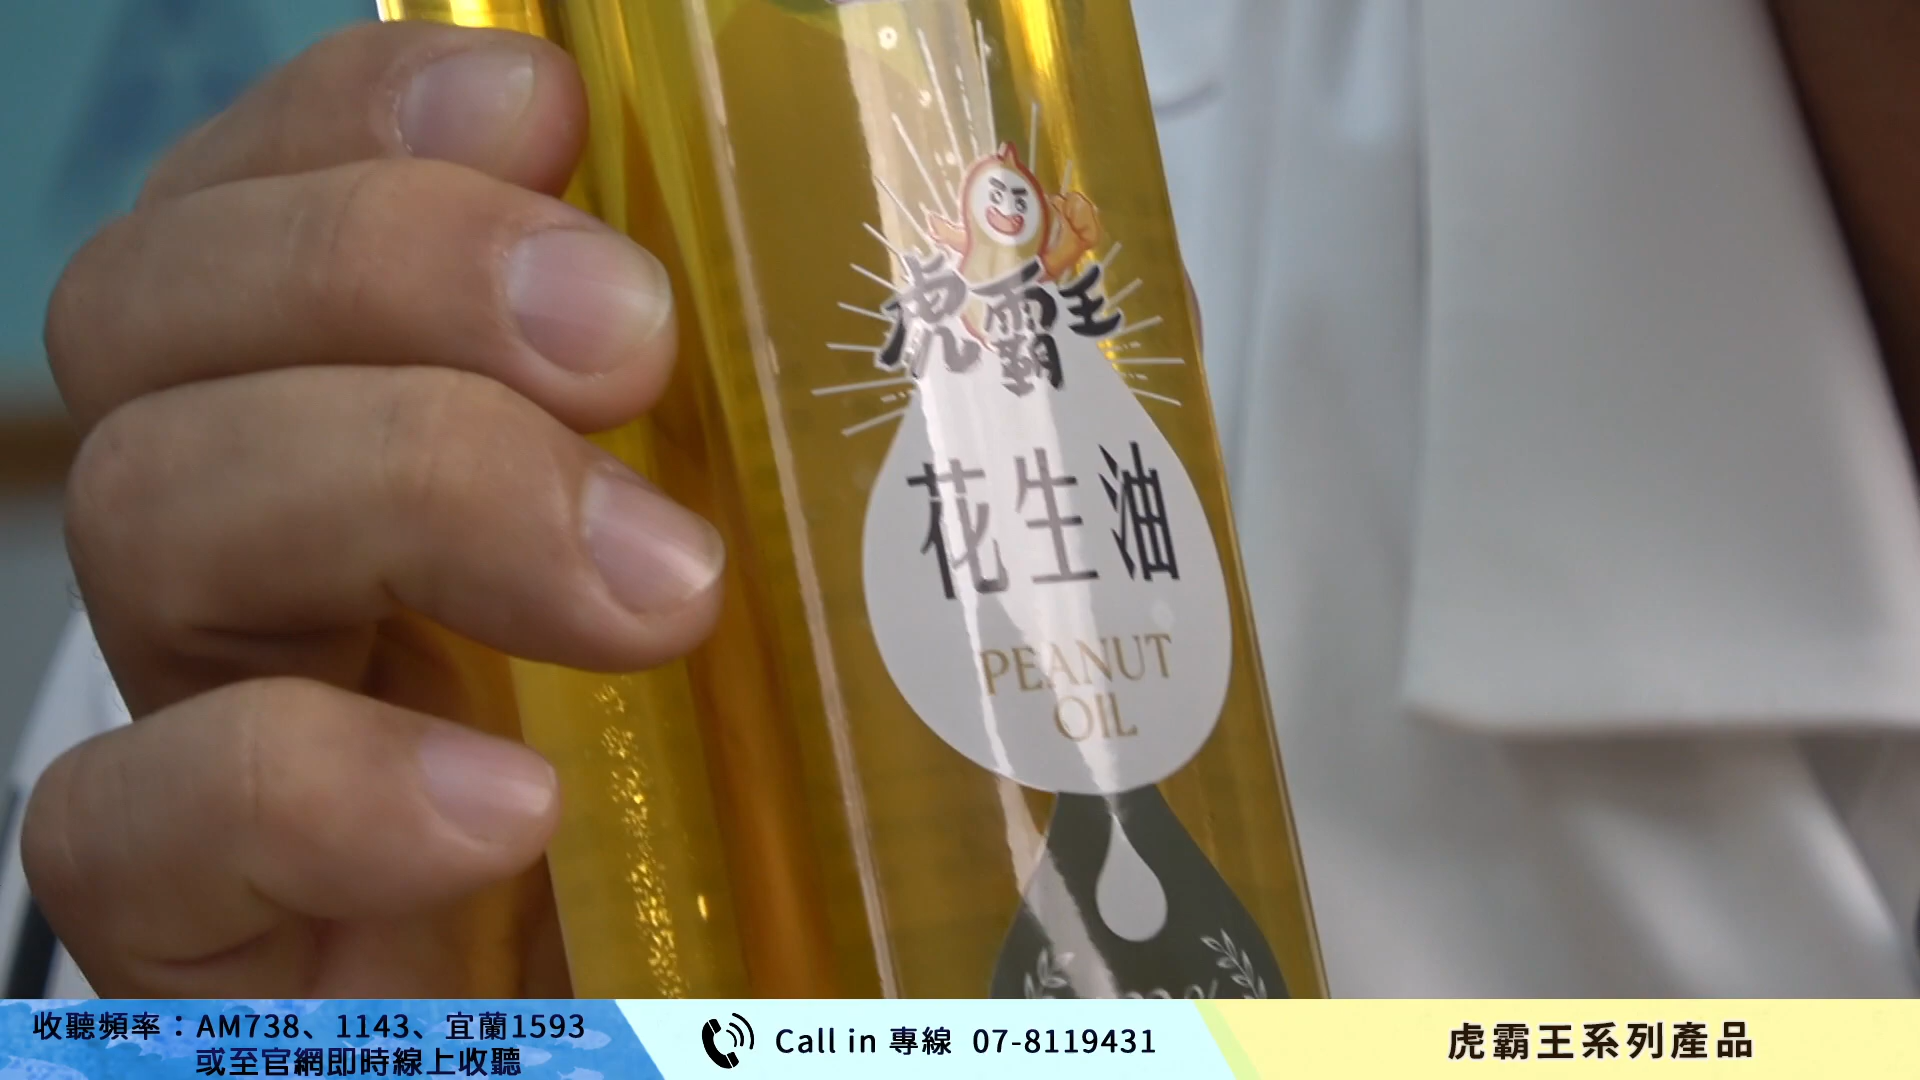 虎霸王
花生油
PEANUT
OIL
收聽頻率：AM738、1143、宜蘭1593
或至官網即時線上收聽
Call in 專線 07-8119431
虎霸王系列產品